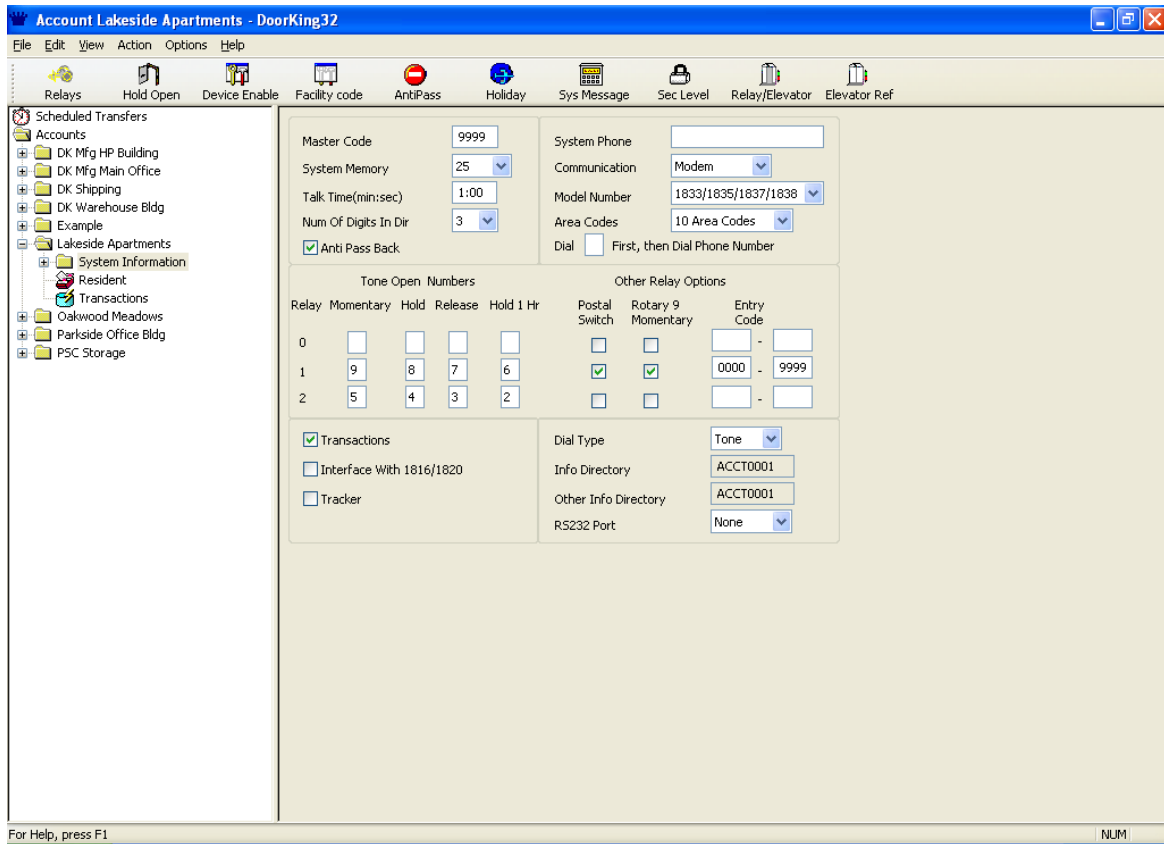 Account Lakeside Apartments - DoorKing32
File Edit View Action Options Help
Relays Hold Open Device Enable Facility code AntiPass Holiday Sys Message Sec Level Relay/Elevator Elevator Ref
Scheduled Transfers
Accounts
DK Mfg HP Building
DK Mfg Main Office
DK Shipping
DK Warehouse Bldg
Example
Lakeside Apartments
System Information
Resident
Transactions
Oakwood Meadows
Parkside Office Bldg
PSC Storage
Master Code 9999
System Memory 25
Talk Time(min:sec) 1:00
Num Of Digits In Dir 3
Anti Pass Back
System Phone
Communication Modem
Model Number 1833/1835/1837/1838
Area Codes 10 Area Codes
Dial First, then Dial Phone Number
Tone Open Numbers Other Relay Options
Relay Momentary Hold Release Hold 1 Hr Postal Switch Rotary 9 Momentary Entry Code
0 -
1 9 8 7 6 0000 - 9999
2 5 4 3 2 -
Transactions
Interface With 1816/1820
Tracker
Dial Type Tone
Info Directory ACCT0001
Other Info Directory ACCT0001
RS232 Port None
For Help, press F1 NUM